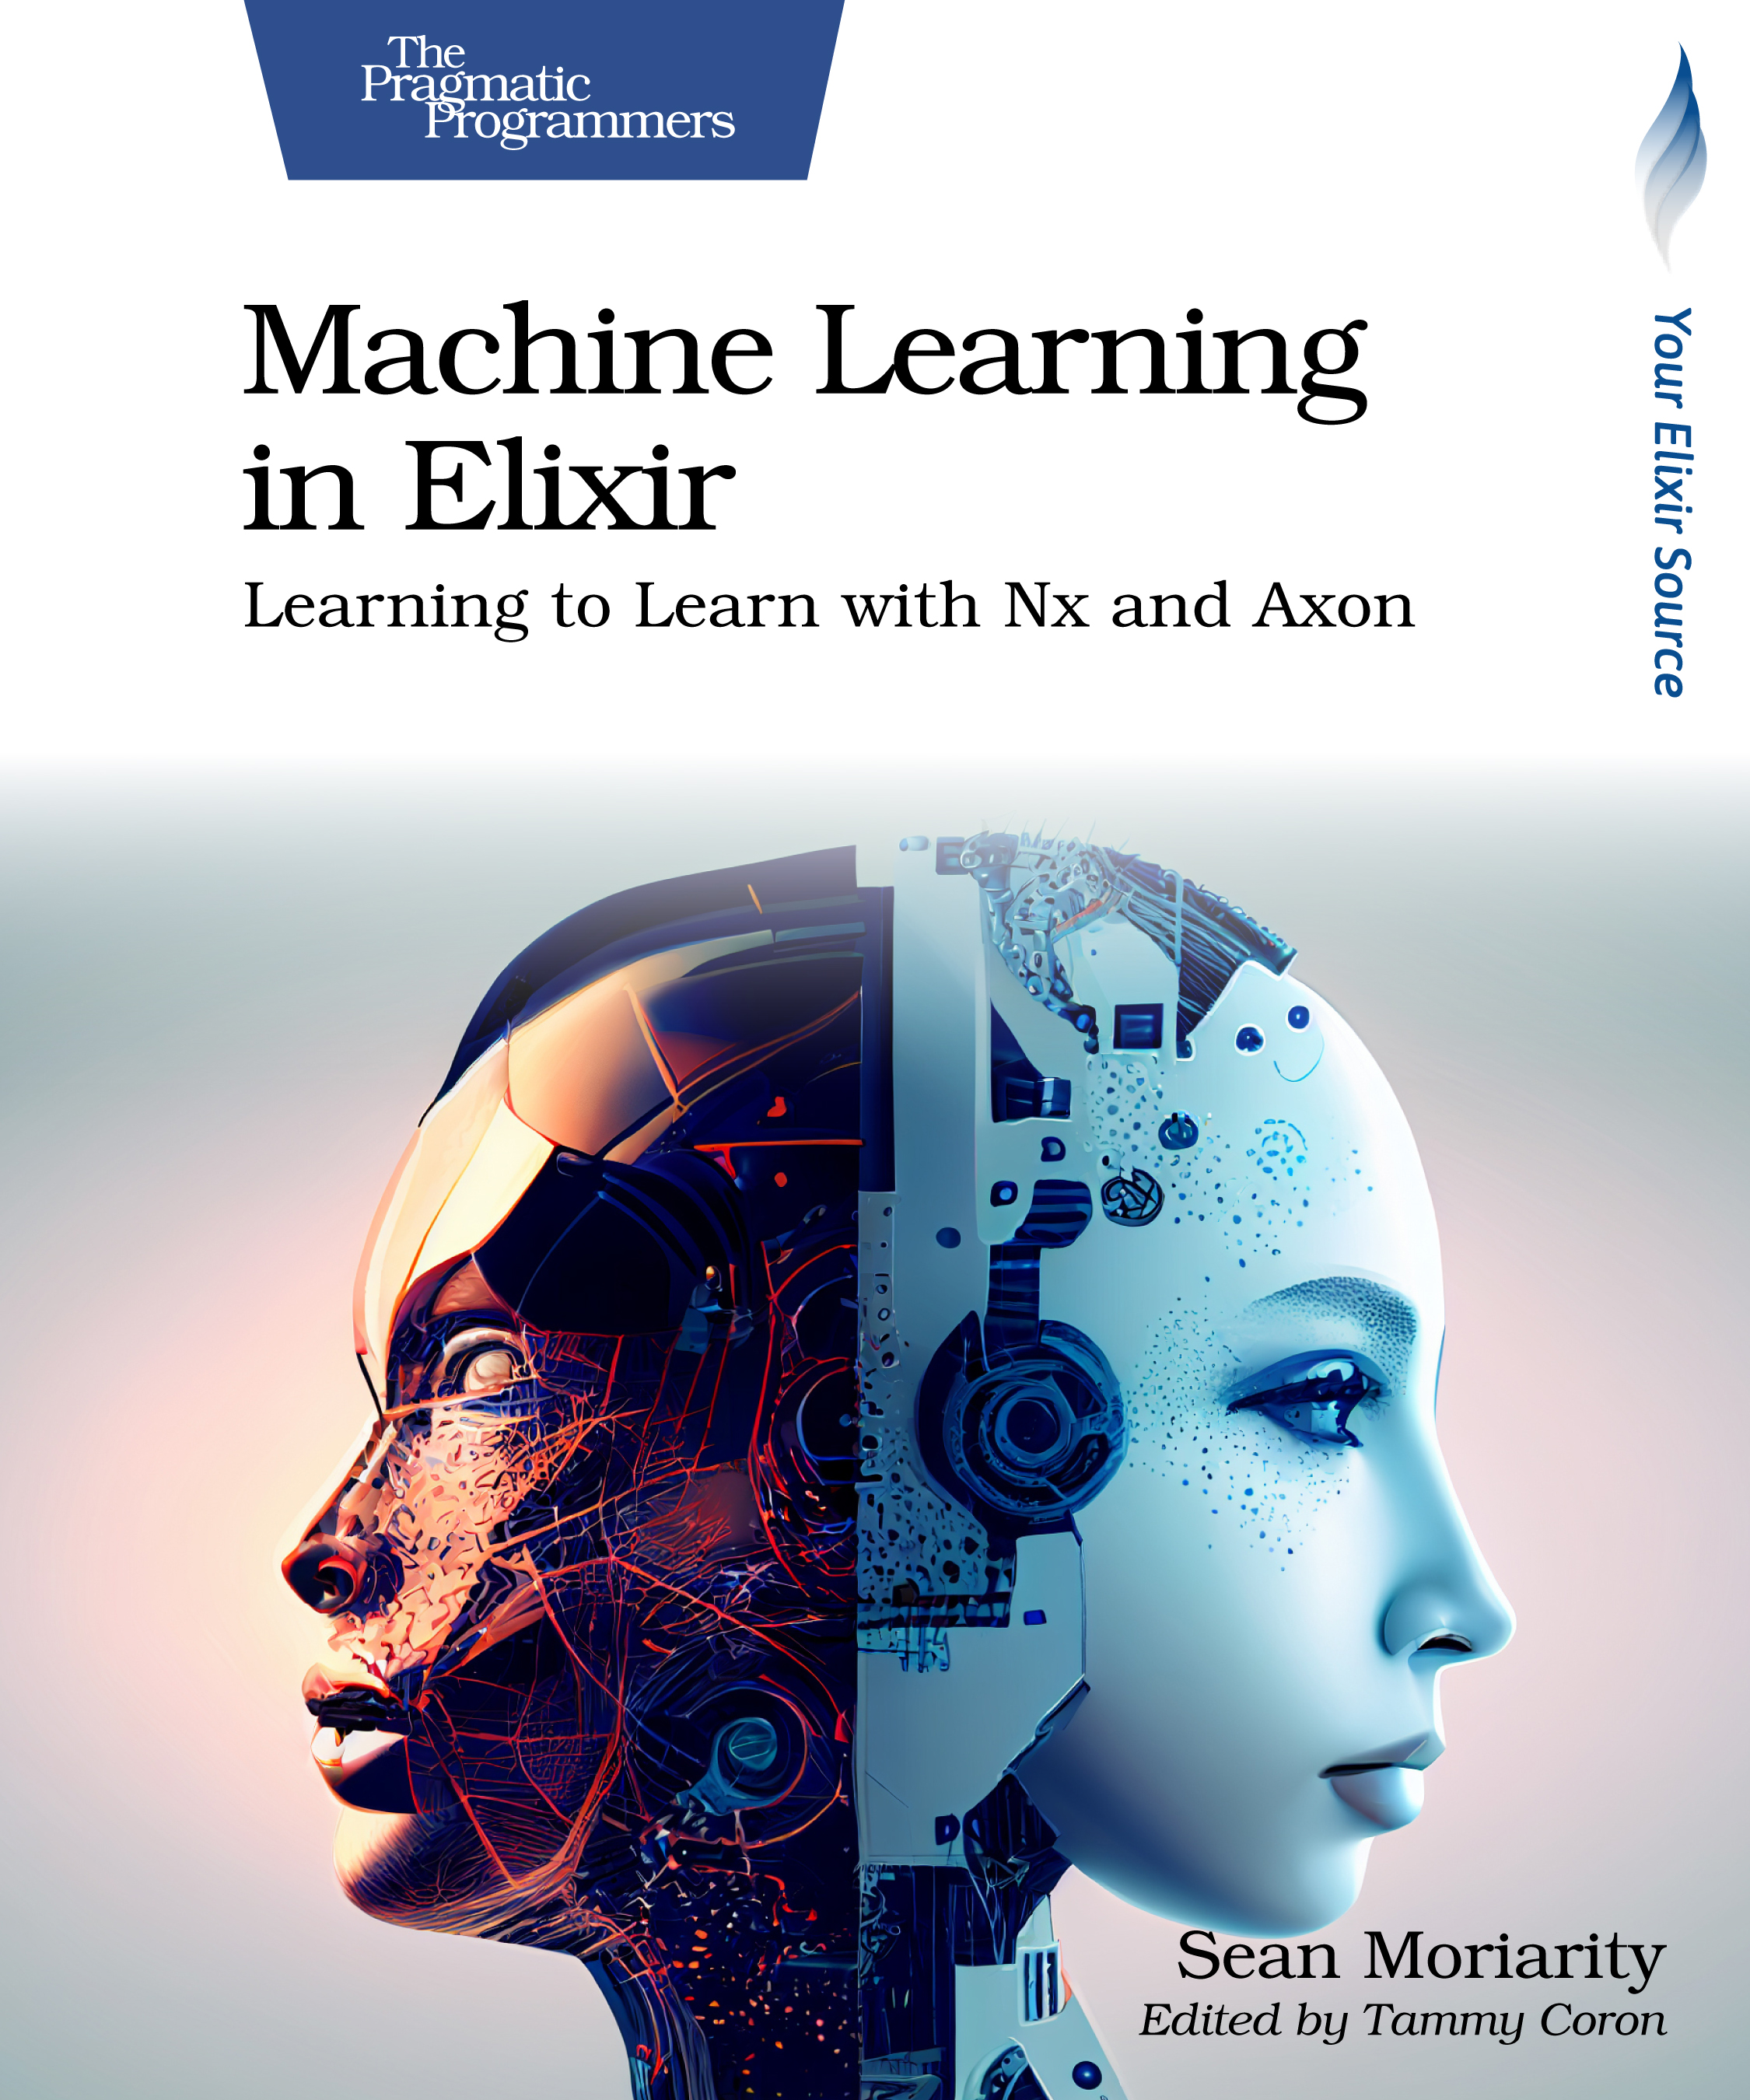 The
Pragmatic
Programmers
Machine Learning
in Elixir
Learning to Learn with Nx and Axon
Your Elixir Source
Sean Moriarity
Edited by Tammy Coron